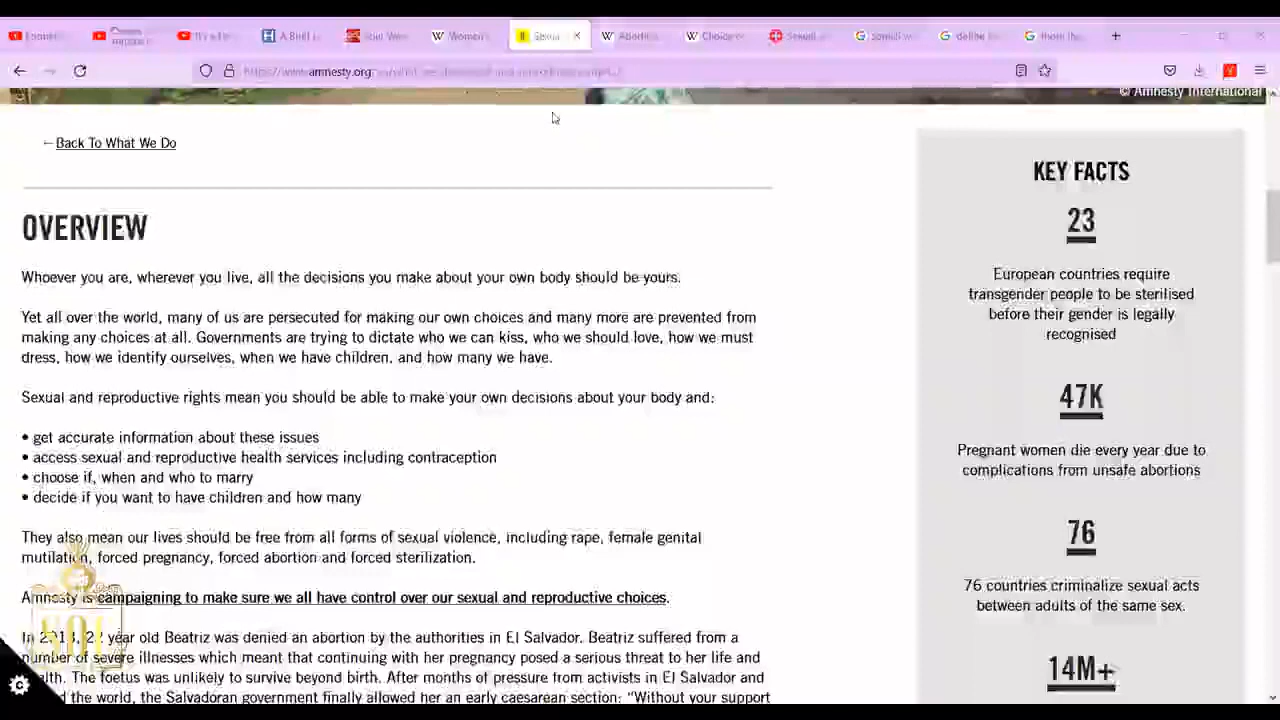 Women's
Abortio
Choice o
Sexual a
define
https://www.amnesty.org
© Amnesty International
←Back To What We Do
OVERVIEW
Whoever you are, wherever you live, all the decisions you make about your own body should be yours.
Yet all over the world, many of us are persecuted for making our own choices and many more are prevented from
making any choices at all. Governments are trying to dictate who we can kiss, who we should love, how we must
dress, how we identify ourselves, when we have children, and how many we have.
Sexual and reproductive rights mean you should be able to make your own decisions about your body and:
• get accurate information about these issues
• access sexual and reproductive health services including contraception
• choose if, when and who to marry
• decide if you want to have children and how many
They also mean our lives should be free from all forms of sexual violence, including rape, female genital
mutilation, forced pregnancy, forced abortion and forced sterilization.
Amnesty is campaigning to make sure we all have control over our sexual and reproductive choices.
In year old Beatriz was denied an abortion by the authorities in El Salvador. Beatriz suffered from a
number of severe illnesses which meant that continuing with her pregnancy posed a serious threat to her life and
The foetus was unlikely to survive beyond birth. After months of pressure from activists in El Salvador and
the world, the Salvadoran government finally allowed her an early caesarean section: "Without your support
KEY FACTS
23
European countries require
transgender people to be sterilised
before their gender is legally
recognised
47K
Pregnant women die every year due to
complications from unsafe abortions
76
76 countries criminalize sexual acts
between adults of the same sex.
14M+